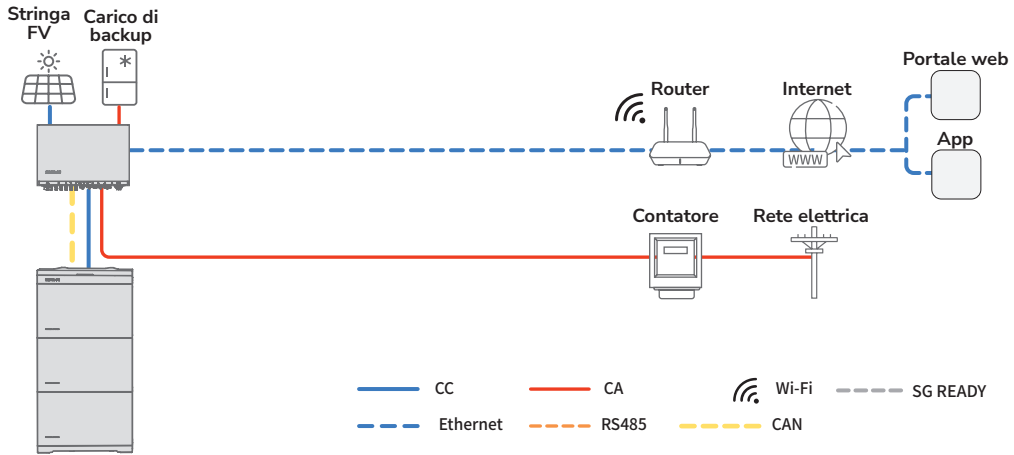 Stringa
FV
Carico di
backup
Router
Internet
Portale web
WWW
App
Contatore
Rete elettrica
CC
CA
Wi-Fi
SG READY
Ethernet
RS485
CAN